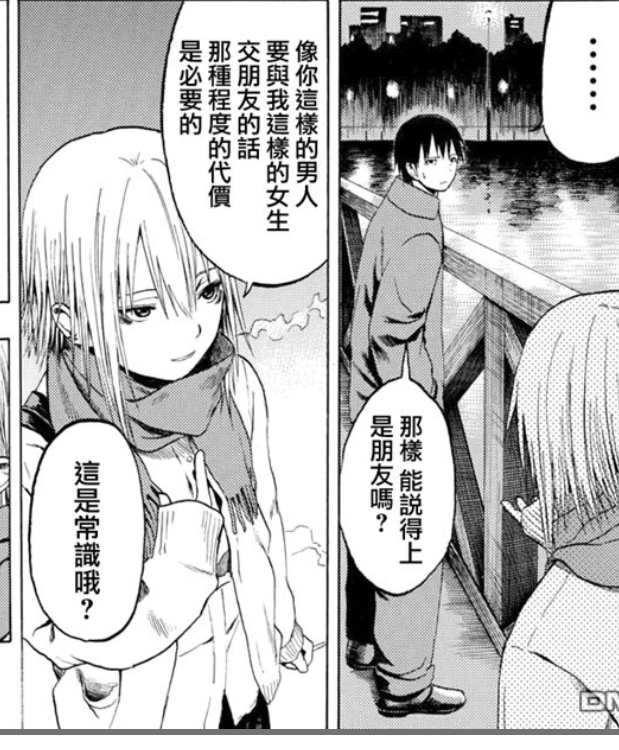 ......
那樣 能說得上
是朋友嗎?
像你這樣的男人
要與我這樣的女生
交朋友的話
那種程度的代價
是必要的
這是常識哦?